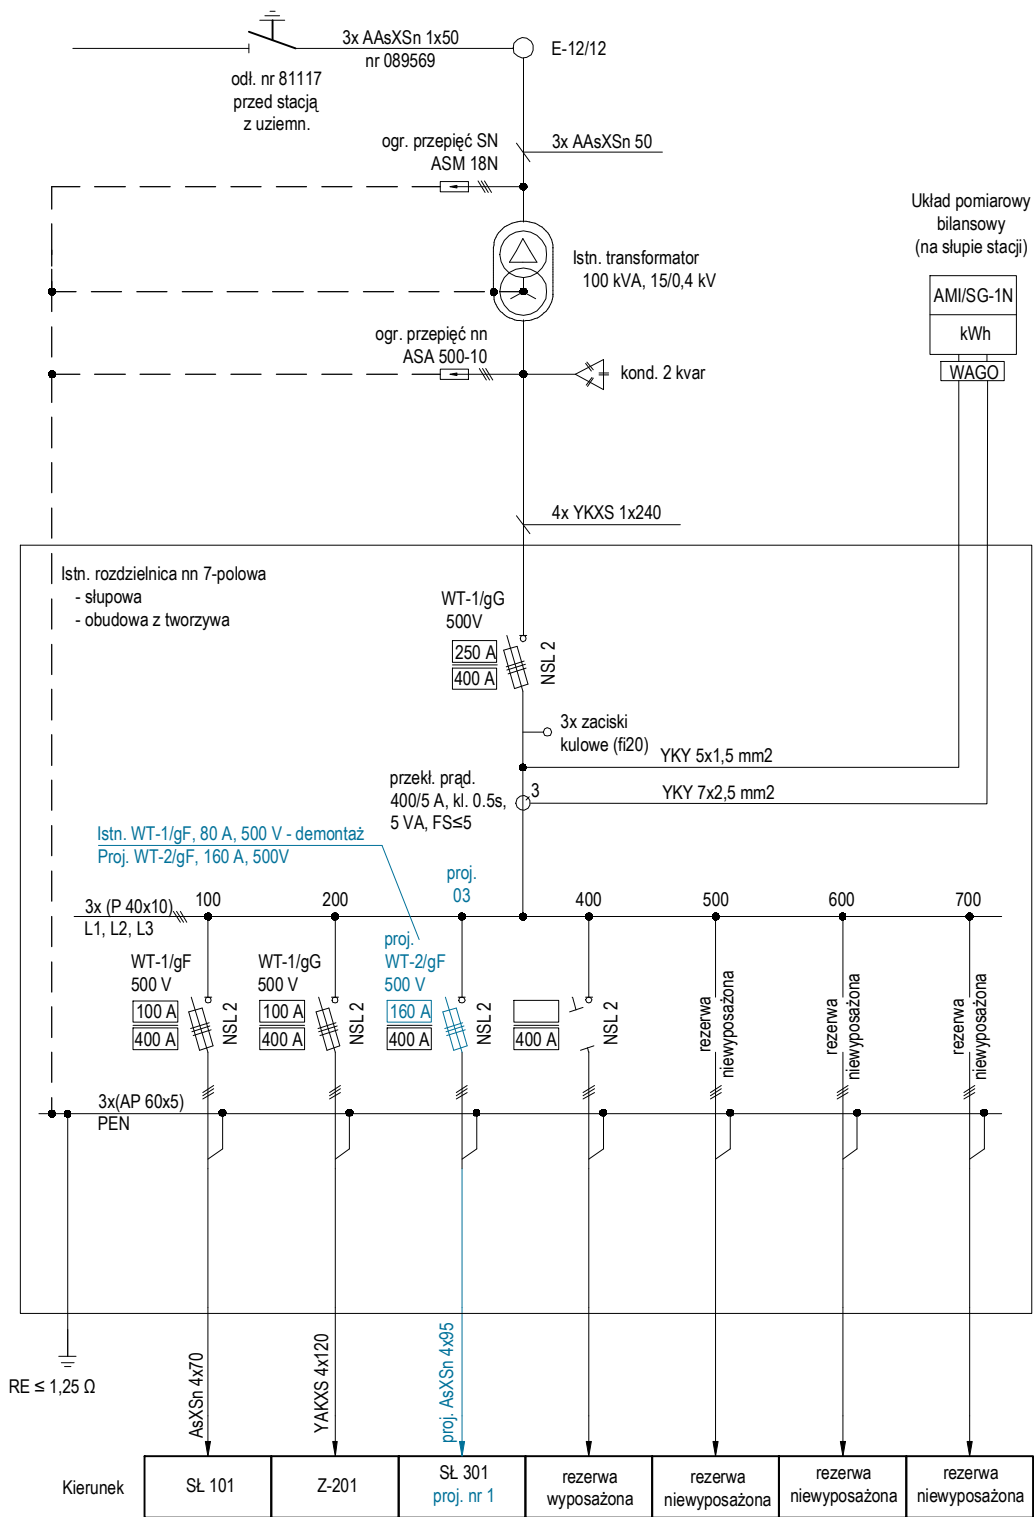 3x AAsXSn 1x50
nr 089569
E-12/12
odł. nr 81117
przed stacją
z uziemn.
ogr. przepięć SN
ASM 18N
3x AAsXSn 50
Układ pomiarowy
bilansowy
(na słupie stacji)
Istn. transformator
100 kVA, 15/0,4 kV
AMI/SG-1N
kWh
WAGO
ogr. przepięć nn
ASA 500-10
kond. 2 kvar
4x YKXS 1x240
Istn. rozdzielnica nn 7-polowa
- słupowa
- obudowa z tworzywa
WT-1/gG
500V
250 A
400 A
NSL 2
3x zaciski
kulowe (fi20)
YKY 5x1,5 mm2
przekł. prąd.
400/5 A, kl. 0.5s,
5 VA, FS≤5
3
YKY 7x2,5 mm2
Istn. WT-1/gF, 80 A, 500 V - demontaż
Proj. WT-2/gF, 160 A, 500V
proj.
03
3x (P 40x10)
L1, L2, L3
100
200
400
500
600
700
WT-1/gF
500 V
100 A
400 A
NSL 2
WT-1/gG
500 V
100 A
400 A
NSL 2
proj.
WT-2/gF
500 V
160 A
400 A
NSL 2
400 A
NSL 2
rezerwa
niewyposażona
rezerwa
niewyposażona
rezerwa
niewyposażona
3x(AP 60x5)
PEN
RE ≤ 1,25 Ω
AsXSn 4x70
YAKXS 4x120
proj. AsXSn 4x95
Kierunek
SŁ 101
Z-201
SŁ 301
proj. nr 1
rezerwa
wyposażona
rezerwa
niewyposażona
rezerwa
niewyposażona
rezerwa
niewyposażona